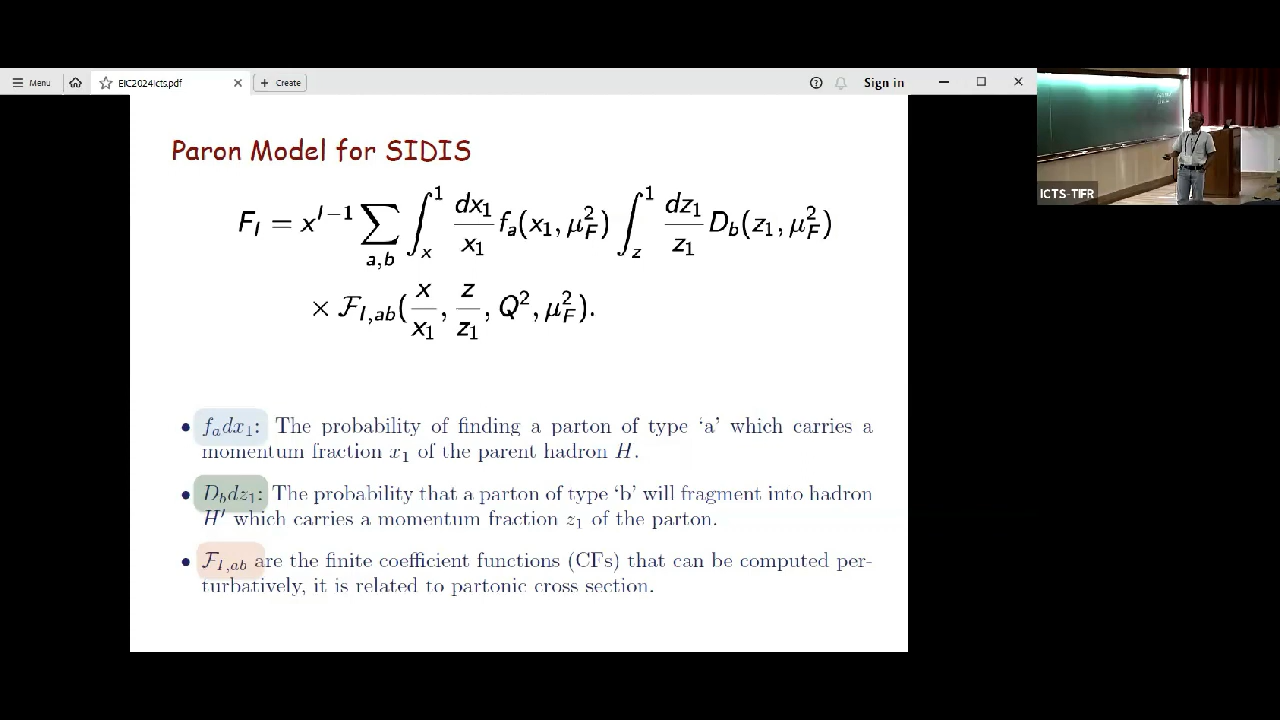 Menu
EIC2024Icts.pdf
+ Create
Sign in
ICTS-TIFR
Paron Model for SIDIS
F_I = x^{I-1} \sum_{a,b} \int_x^1 \frac{dx_1}{x_1} f_a(x_1, \mu_F^2) \int_z^1 \frac{dz_1}{z_1} D_b(z_1, \mu_F^2)
\times \mathcal{F}_{I,ab}(\frac{x}{x_1}, \frac{z}{z_1}, Q^2, \mu_F^2).
• f_a dx_1: The probability of finding a parton of type ‘a’ which carries a
momentum fraction x_1 of the parent hadron H.
• D_b dz_1: The probability that a parton of type ‘b’ will fragment into hadron
H′ which carries a momentum fraction z_1 of the parton.
• \mathcal{F}_{I,ab} are the finite coefficient functions (CFs) that can be computed per-
turbatively, it is related to partonic cross section.